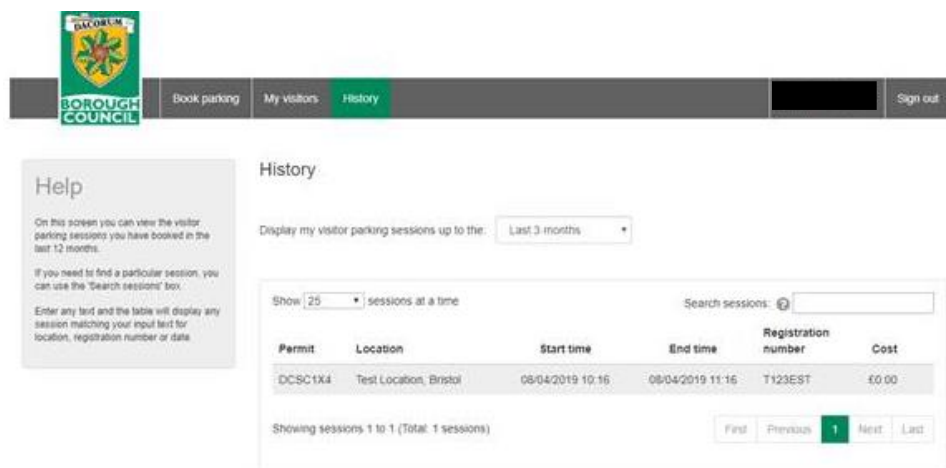 DACORUM
BOROUGH
COUNCIL
Book parking
My visitors
History
Sign out
Help
On this screen you can view the visitor
parking sessions you have booked in the
last 12 months.
If you need to find a particular session, you
can use the 'Search sessions' box.
Enter any text and the table will display any
session matching your input text for
location, registration number or date.
History
Display my visitor parking sessions up to the:
Last 3 months
Show 25 sessions at a time
Search sessions: ?
Permit Location Start time End time Registration number Cost
DCSC1X4 Test Location, Bristol 08/04/2019 10:16 08/04/2019 11:16 T123EST £0.00
Showing sessions 1 to 1 (Total: 1 sessions)
First Previous 1 Next Last